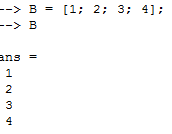 --> B = [1; 2; 3; 4];
--> B
ans =
1
2
3
4